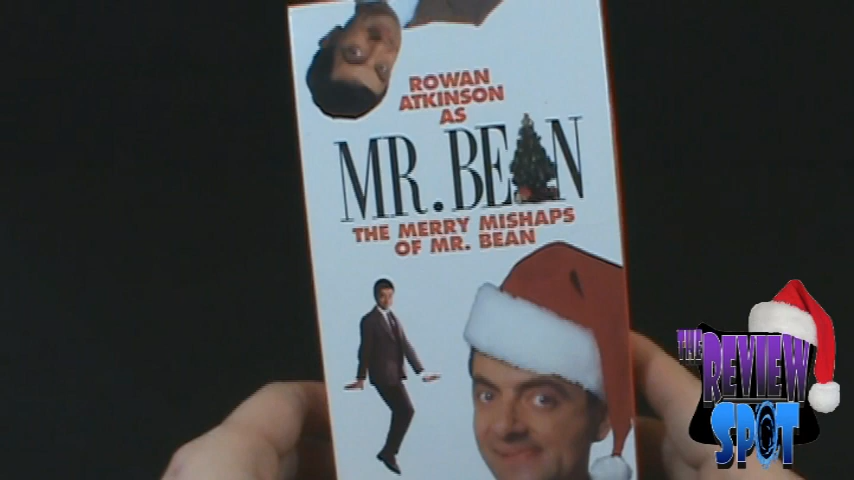 ROWAN
ATKINSON
AS
MR. BEAN
THE MERRY MISHAPS
OF MR. BEAN
THE
REVIEW
SPOT